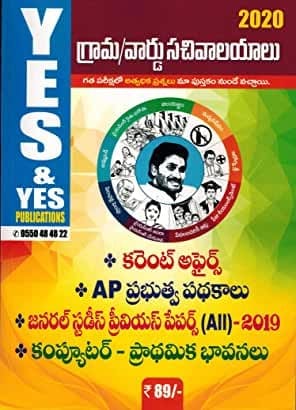 2020
YES & YES
PUBLICATIONS
✆ 9550 48 48 22
గ్రామ/వార్డు సచివాలయాలు
గత పరీక్షలో అత్యధిక ప్రశ్నలు మా పుస్తకం నుండే వచ్చాయి.
❖ కరెంట్ అఫైర్స్
❖ AP ప్రభుత్వ పథకాలు
❖ జనరల్ స్టడీస్ ప్రీవియస్ పేపర్స్ (All)-2019
❖ కంప్యూటర్ - ప్రాథమిక భావనలు
₹ 89/-